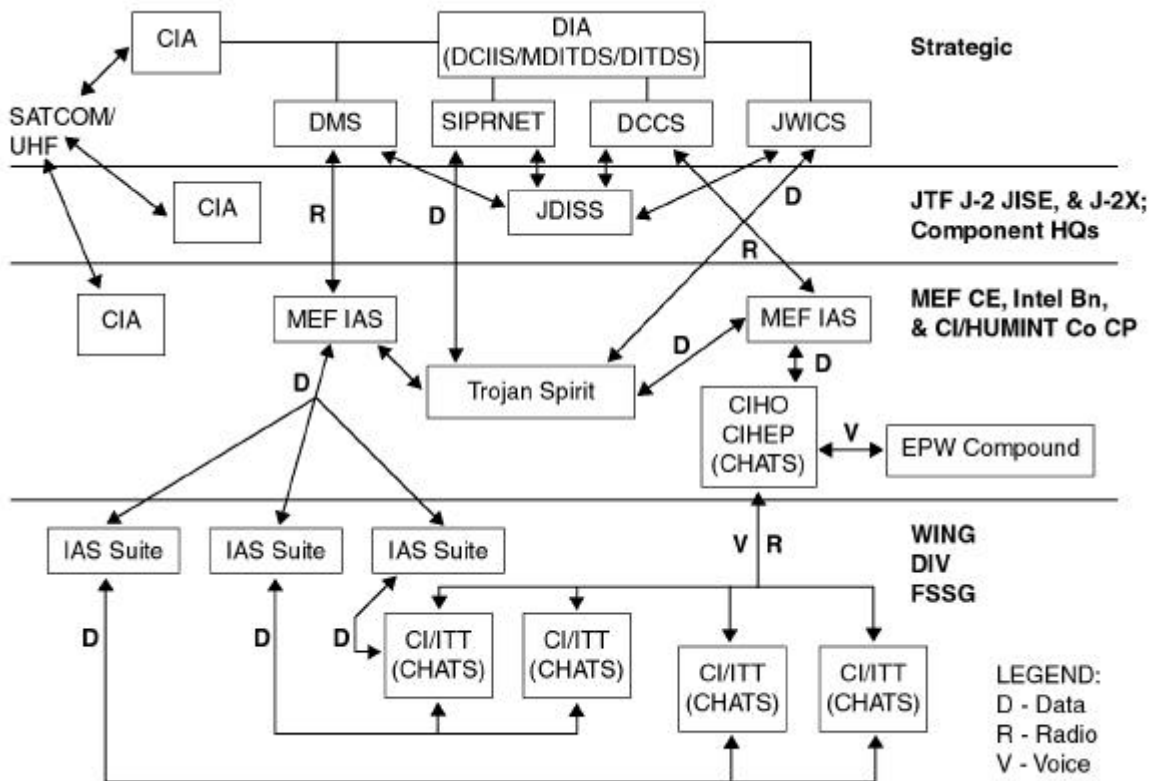 CIA
DIA
(DCIIS/MDITDS/DITDS)
Strategic
SATCOM/
UHF
DMS
SIPRNET
DCCS
JWICS
CIA
R
D
JDISS
D
R
JTF J-2 JISE, & J-2X;
Component HQs
CIA
MEF IAS
MEF IAS
MEF CE, Intel Bn,
& CI/HUMINT Co CP
D
Trojan Spirit
D
D
CIHO
CIHEP
(CHATS)
V
EPW Compound
IAS Suite
IAS Suite
IAS Suite
V
R
WING
DIV
FSSG
D
D
D
CI/ITT
(CHATS)
CI/ITT
(CHATS)
CI/ITT
(CHATS)
CI/ITT
(CHATS)
LEGEND:
D - Data
R - Radio
V - Voice